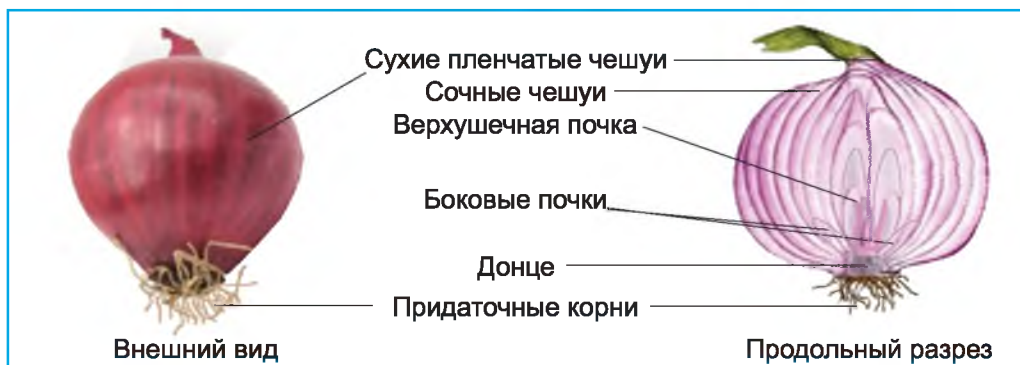 Сухие пленчатые чешуи
Сочные чешуи
Верхушечная почка
Боковые почки
Донце
Придаточные корни
Внешний вид
Продольный разрез